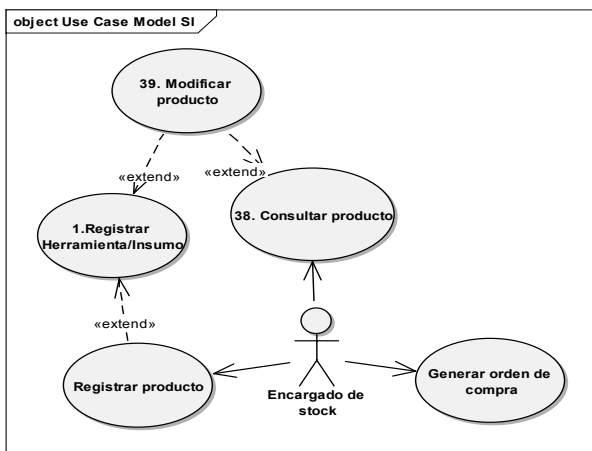 object Use Case Model SI
39. Modificar
producto
«extend»
«extend»
1.Registrar
Herramienta/Insumo
38. Consultar producto
«extend»
Registrar producto
Encargado de
stock
Generar orden de
compra